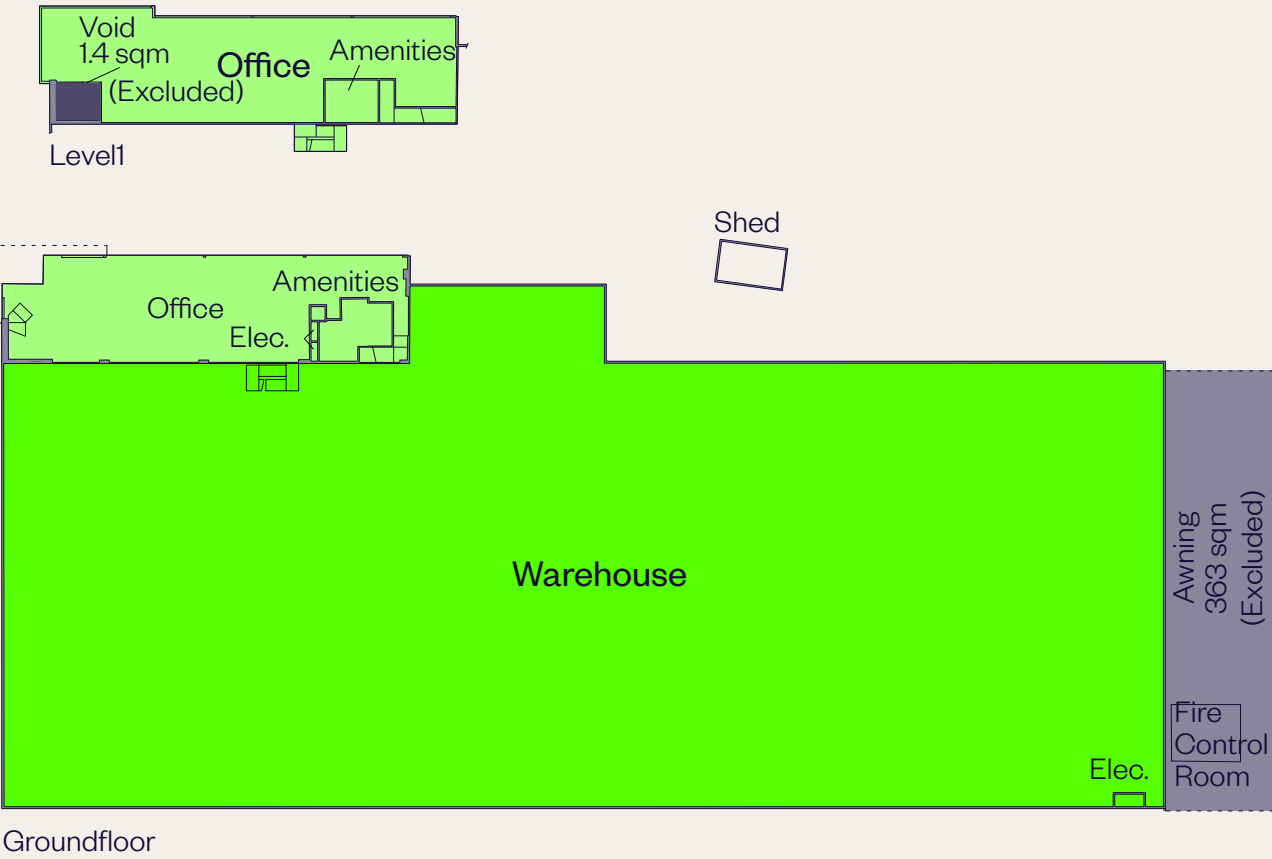 Void
1.4 sqm
(Excluded)
Office
Amenities
Level1
Shed
Amenities
Office
Elec.
Warehouse
Awning
363 sqm
(Excluded)
Fire
Control
Room
Elec.
Groundfloor